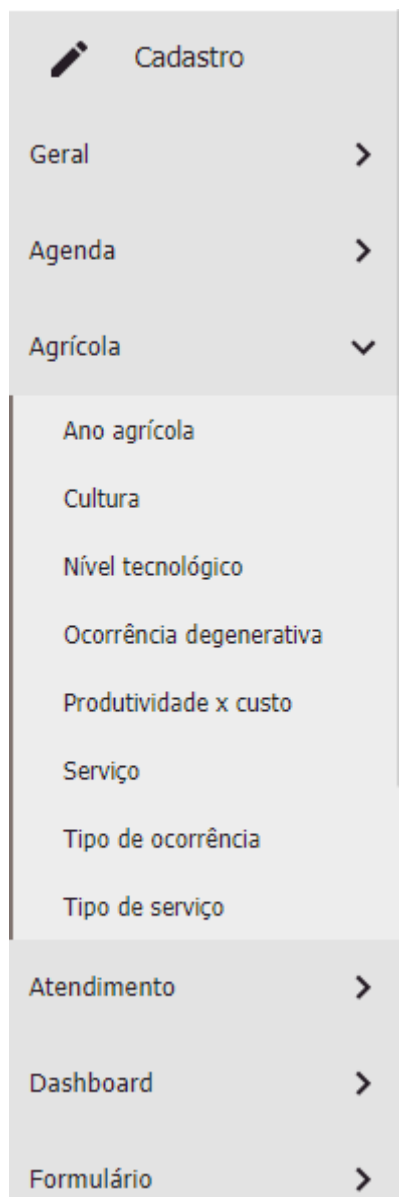 Cadastro
Geral
Agenda
Agrícola
Ano agrícola
Cultura
Nível tecnológico
Ocorrência degenerativa
Produtividade x custo
Serviço
Tipo de ocorrência
Tipo de serviço
Atendimento
Dashboard
Formulário